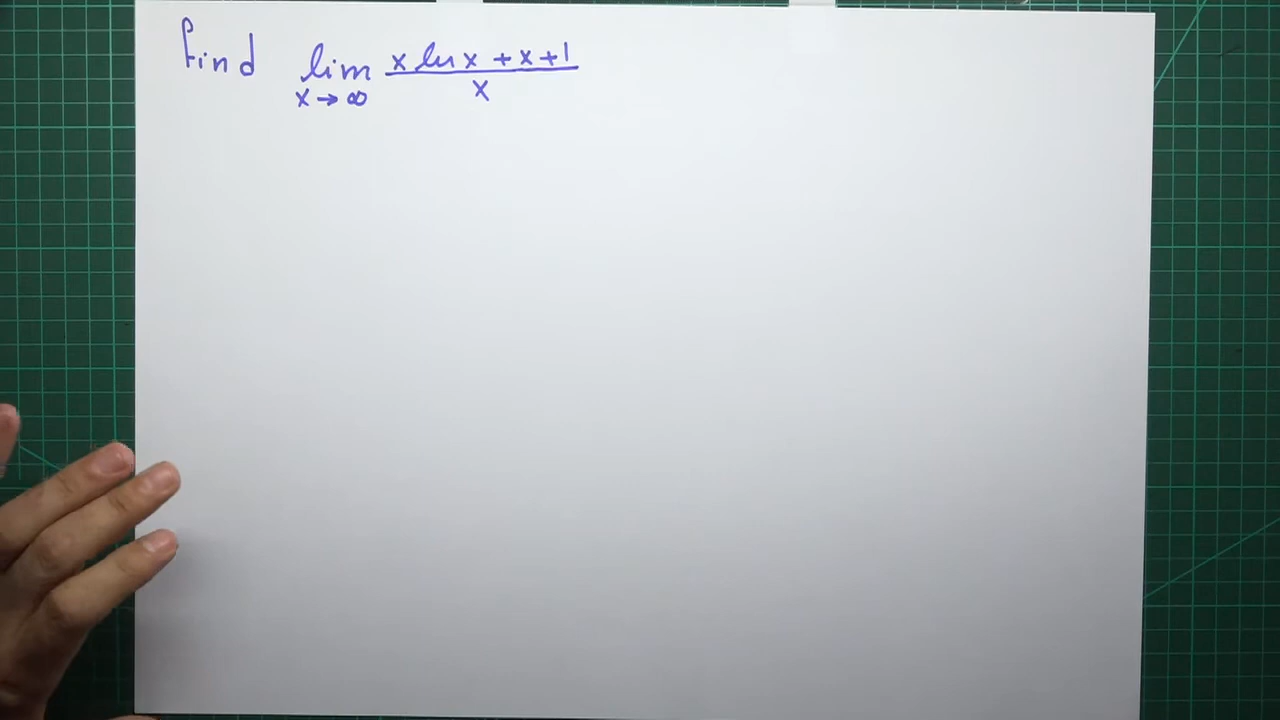 find lim x→∞ (x ln x + x + 1)/x